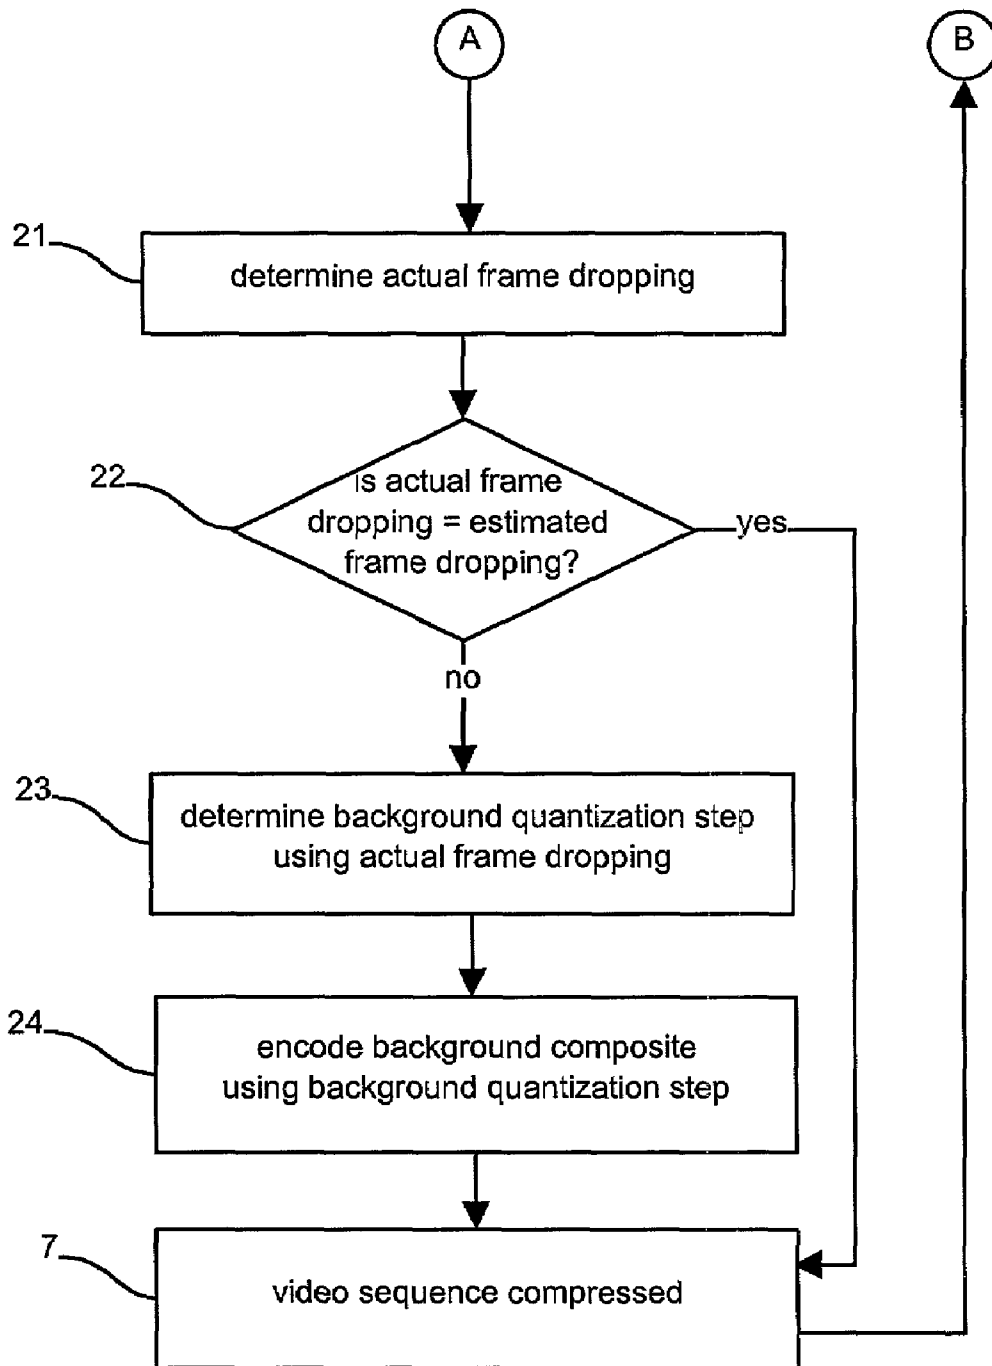 A
B
21
determine actual frame dropping
22
is actual frame
dropping = estimated
frame dropping?
yes
no
23
determine background quantization step
using actual frame dropping
24
encode background composite
using background quantization step
7
video sequence compressed